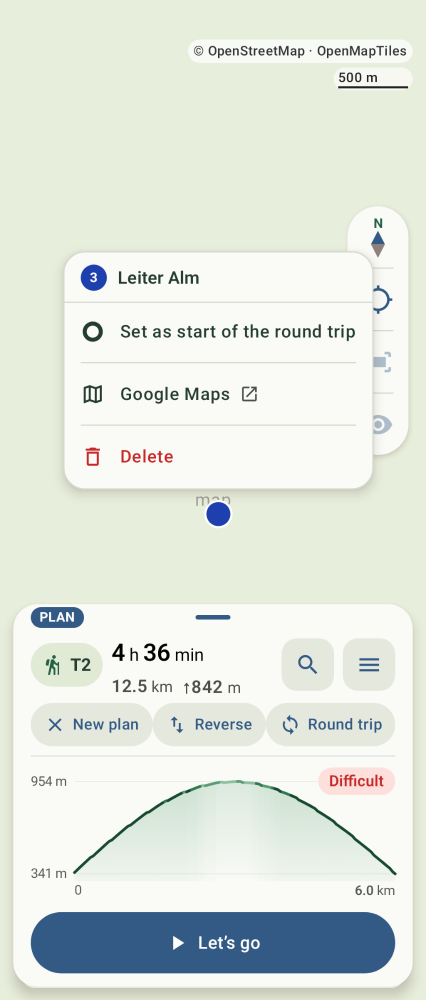 © OpenStreetMap · OpenMapTiles
500 m
N
3 Leiter Alm
Set as start of the round trip
Google Maps
Delete
map
PLAN
T2
4 h 36 min
12.5 km ↑842 m
New plan
Reverse
Round trip
954 m
Difficult
341 m
0
6.0 km
Let's go